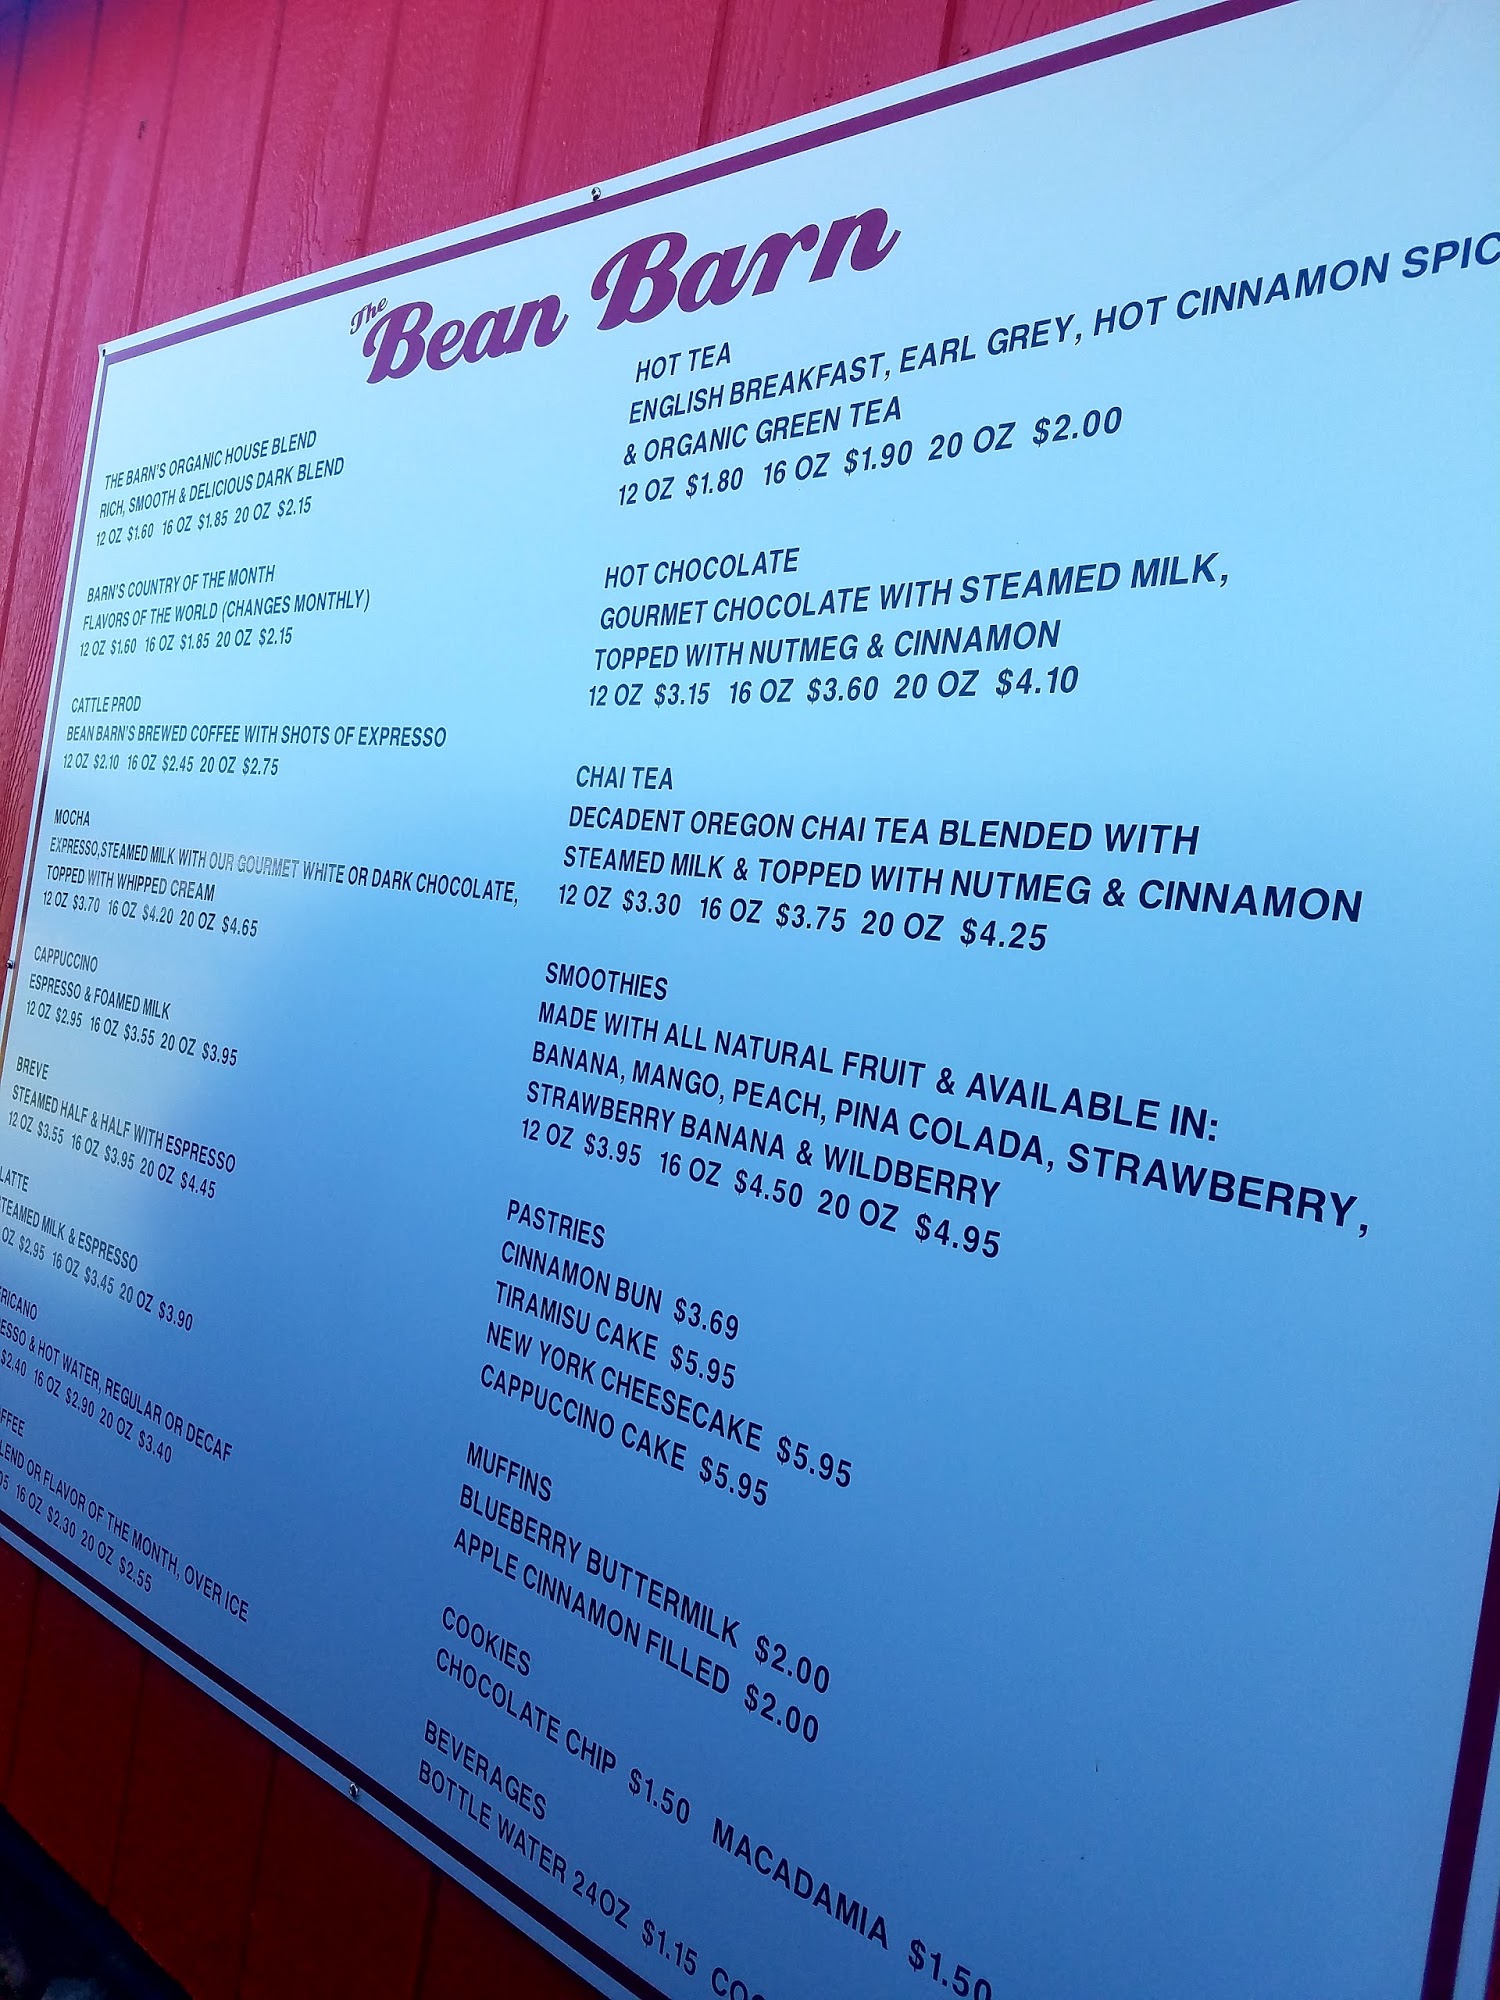 The Bean Barn
THE BARN'S ORGANIC HOUSE BLEND
RICH, SMOOTH & DELICIOUS DARK BLEND
12 OZ $1.60 16 OZ $1.85 20 OZ $2.15
BARN'S COUNTRY OF THE MONTH
FLAVORS OF THE WORLD (CHANGES MONTHLY)
12 OZ $1.60 16 OZ $1.85 20 OZ $2.15
CATTLE PROD
BEAN BARN'S BREWED COFFEE WITH SHOTS OF EXPRESSO
12 OZ $2.10 16 OZ $2.45 20 OZ $2.75
MOCHA
EXPRESSO,STEAMED MILK WITH OUR GOURMET WHITE OR DARK CHOCOLATE,
TOPPED WITH WHIPPED CREAM
12 OZ $3.70 16 OZ $4.20 20 OZ $4.65
CAPPUCCINO
ESPRESSO & FOAMED MILK
12 OZ $2.95 16 OZ $3.55 20 OZ $3.95
BREVE
STEAMED HALF & HALF WITH ESPRESSO
12 OZ $3.55 16 OZ $3.95 20 OZ $4.45
LATTE
TEAMED MILK & ESPRESSO
OZ $2.95 16 OZ $3.45 20 OZ $3.90
RICANO
ESSO & HOT WATER, REGULAR OR DECAF
$2.40 16 OZ $2.90 20 OZ $3.40
FFEE
LEND OR FLAVOR OF THE MONTH, OVER ICE
05 16 OZ $2.30 20 OZ $2.55
HOT TEA
ENGLISH BREAKFAST, EARL GREY, HOT CINNAMON SPIC
& ORGANIC GREEN TEA
12 OZ $1.80 16 OZ $1.90 20 OZ $2.00
HOT CHOCOLATE
GOURMET CHOCOLATE WITH STEAMED MILK,
TOPPED WITH NUTMEG & CINNAMON
12 OZ $3.15 16 OZ $3.60 20 OZ $4.10
CHAI TEA
DECADENT OREGON CHAI TEA BLENDED WITH
STEAMED MILK & TOPPED WITH NUTMEG & CINNAMON
12 OZ $3.30 16 OZ $3.75 20 OZ $4.25
SMOOTHIES
MADE WITH ALL NATURAL FRUIT & AVAILABLE IN:
BANANA, MANGO, PEACH, PINA COLADA, STRAWBERRY,
STRAWBERRY BANANA & WILDBERRY
12 OZ $3.95 16 OZ $4.50 20 OZ $4.95
PASTRIES
CINNAMON BUN $3.69
TIRAMISU CAKE $5.95
NEW YORK CHEESECAKE $5.95
CAPPUCCINO CAKE $5.95
MUFFINS
BLUEBERRY BUTTERMILK $2.00
APPLE CINNAMON FILLED $2.00
COOKIES
CHOCOLATE CHIP $1.50 MACADAMIA $1.50
BEVERAGES
BOTTLE WATER 24OZ $1.15 CO